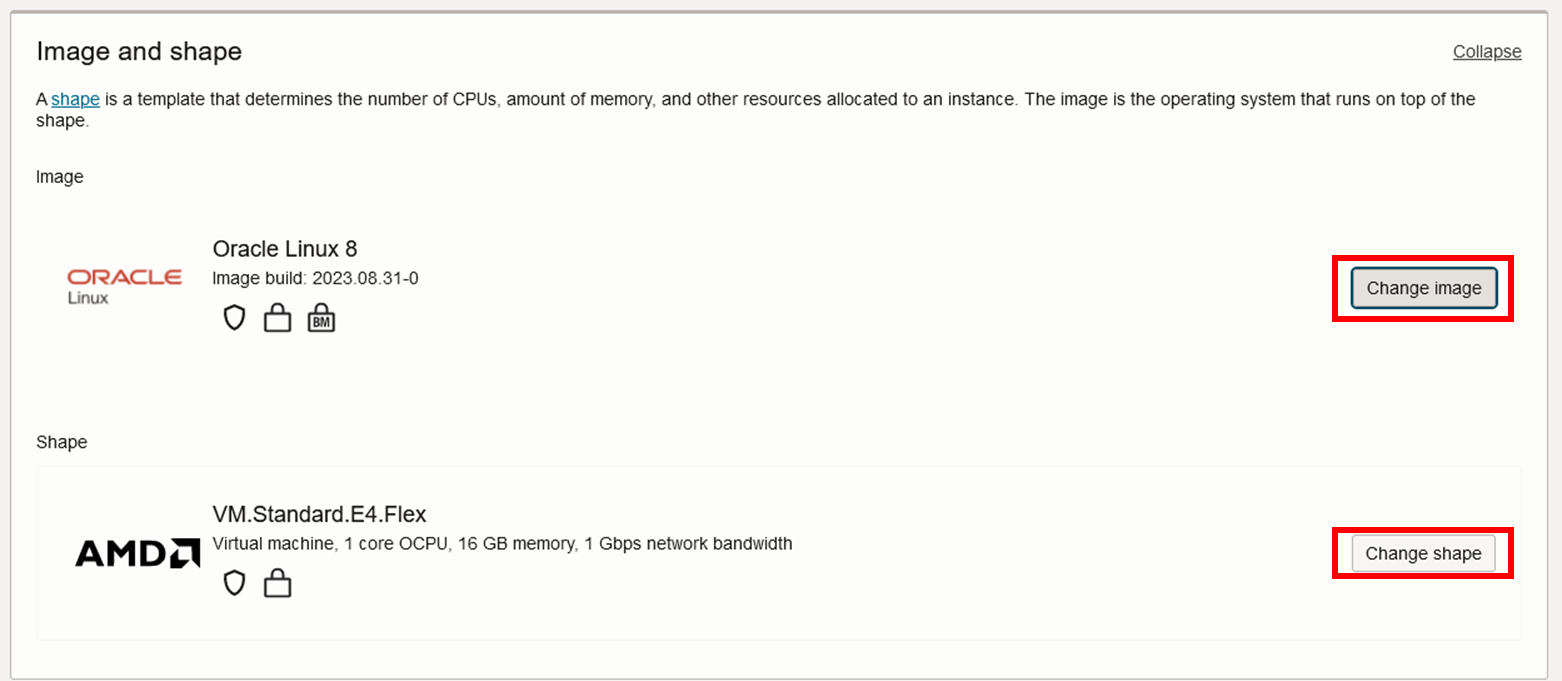 Image and shape
Collapse
A shape is a template that determines the number of CPUs, amount of memory, and other resources allocated to an instance. The image is the operating system that runs on top of the
shape.
Image
ORACLE
Linux
Oracle Linux 8
Image build: 2023.08.31-0
BM
Change image
Shape
AMD
VM.Standard.E4.Flex
Virtual machine, 1 core OCPU, 16 GB memory, 1 Gbps network bandwidth
Change shape